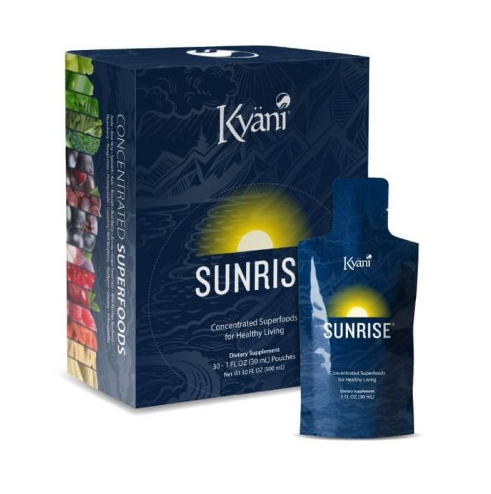 CONCENTRATED SUPERFOODS
Kyäni
SUNRISE
Concentrated Superfoods
for Healthy Living
Dietary Supplement
30 - 1 FL OZ (30 mL) Pouches
Net Wt 30 FL OZ (900 mL)
Kyäni
SUNRISE®
Concentrated Superfoods
for Healthy Living
Dietary Supplement
1 FL OZ (30 mL)